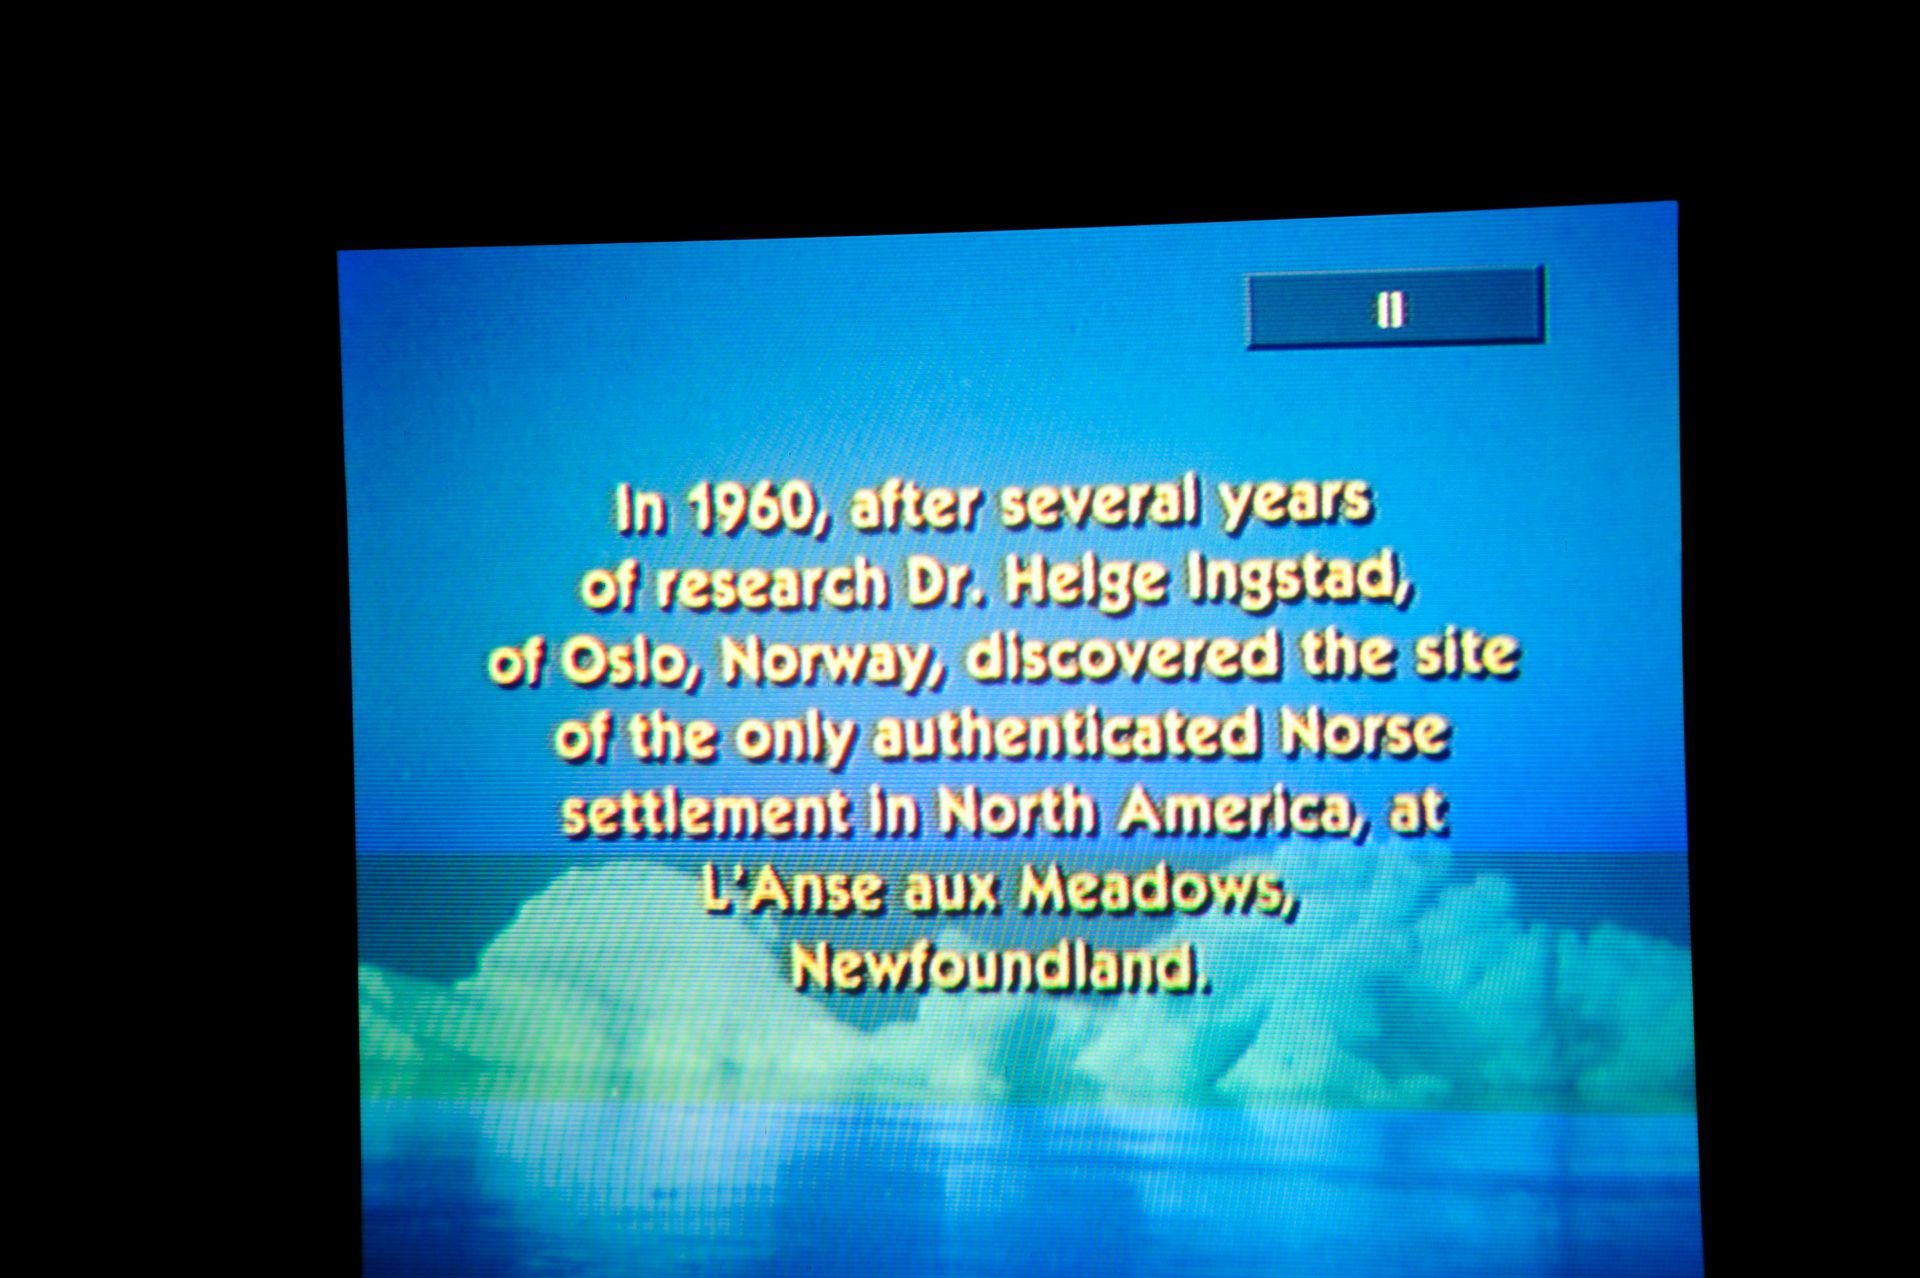 In 1960, after several years
of research Dr. Helge Ingstad,
of Oslo, Norway, discovered the site
of the only authenticated Norse
settlement in North America, at
L'Anse aux Meadows,
Newfoundland.